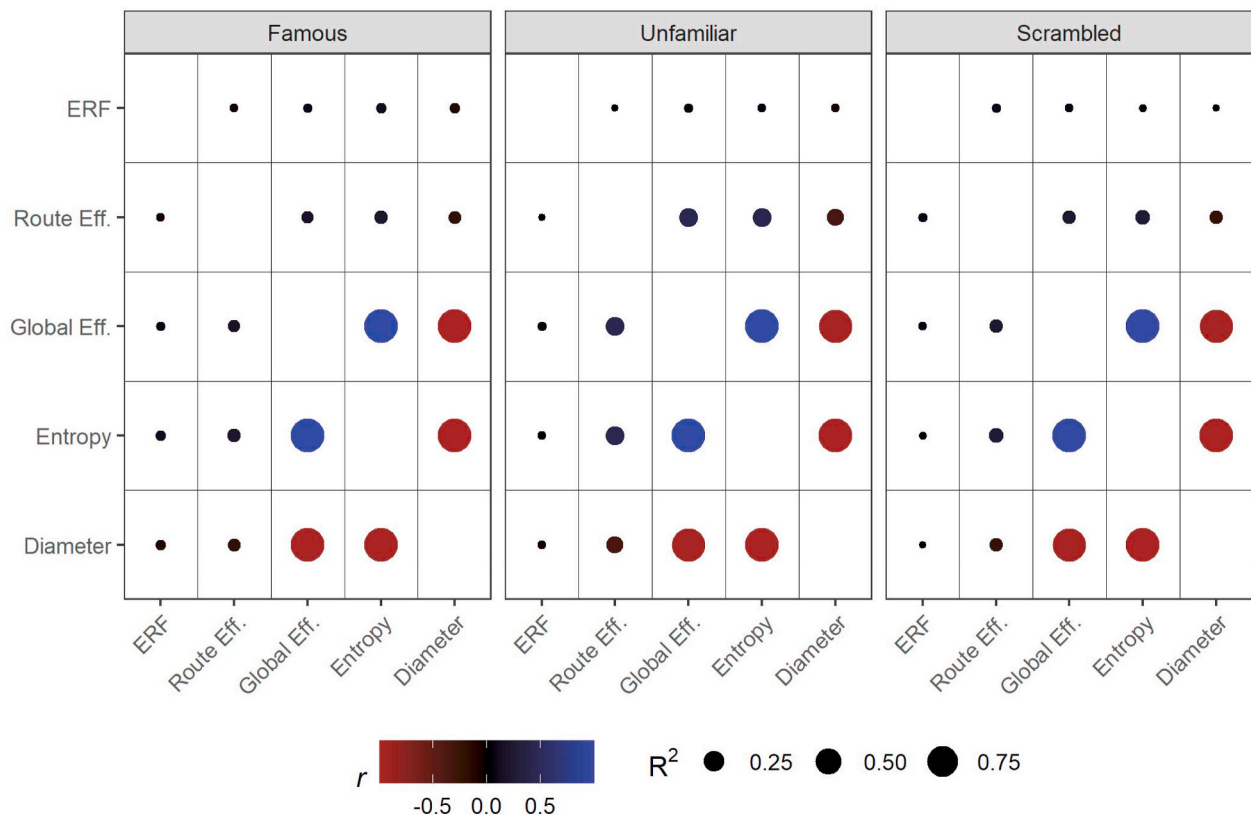 Famous Unfamiliar Scrambled
ERF
Route Eff.
Global Eff.
Entropy
Diameter
ERF Route Eff. Global Eff. Entropy Diameter ERF Route Eff. Global Eff. Entropy Diameter ERF Route Eff. Global Eff. Entropy Diameter
r -0.5 0.0 0.5 R² 0.25 0.50 0.75